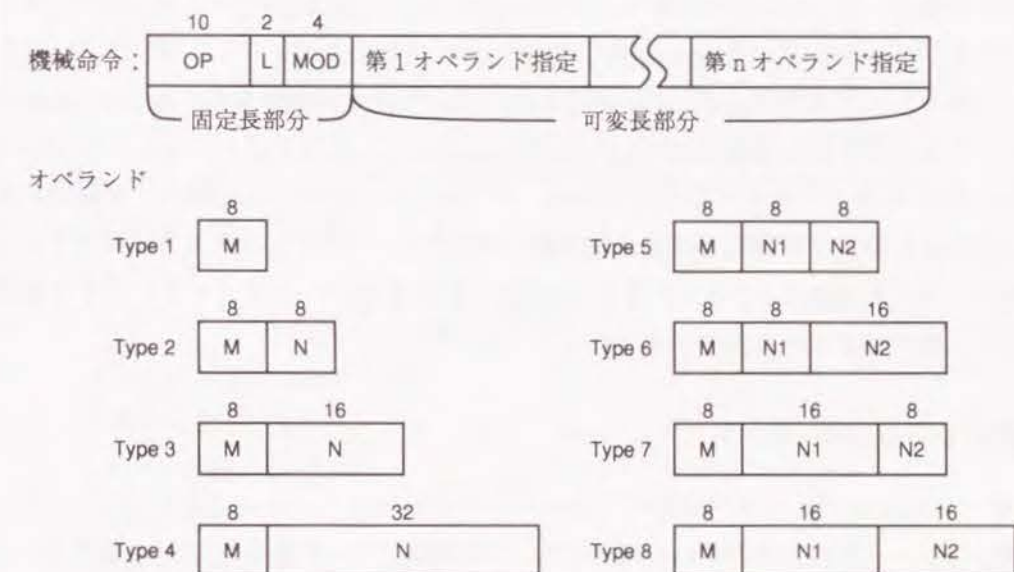 10 2 4
機械命令: OP L MOD 第1オペランド指定 第nオペランド指定
固定長部分 可変長部分
オペランド
8
Type 1 M
8 8
Type 2 M N
8 16
Type 3 M N
8 32
Type 4 M N
8 8 8
Type 5 M N1 N2
8 8 16
Type 6 M N1 N2
8 16 8
Type 7 M N1 N2
8 16 16
Type 8 M N1 N2